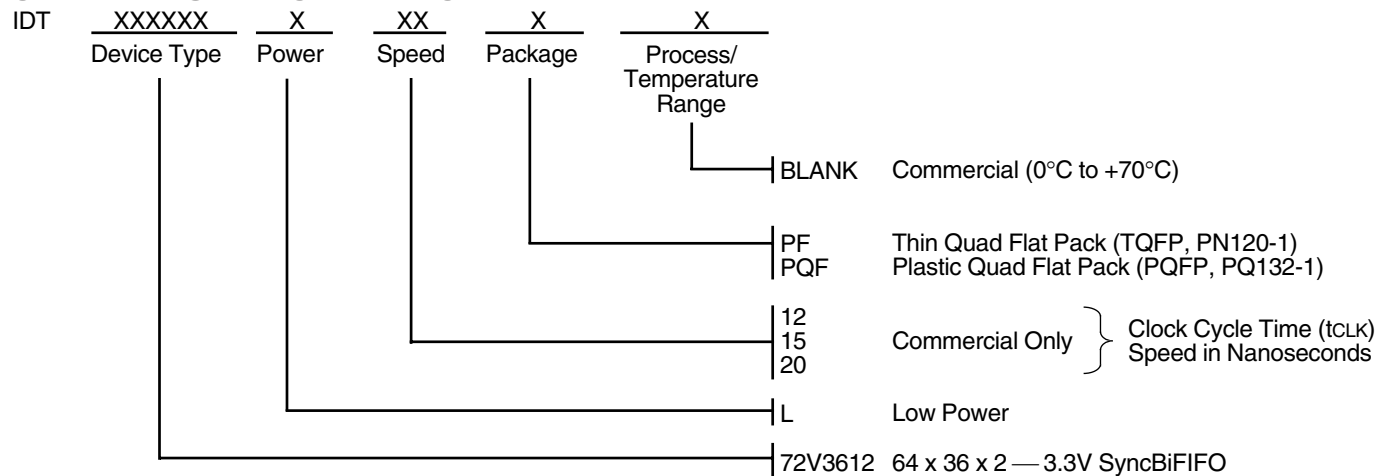 IDT XXXXXX X XX X X
Device Type Power Speed Package Process/
Temperature
Range
BLANK Commercial (0°C to +70°C)
PF Thin Quad Flat Pack (TQFP, PN120-1)
PQF Plastic Quad Flat Pack (PQFP, PQ132-1)
12
15 Commercial Only Clock Cycle Time (tCLK)
20 Speed in Nanoseconds
L Low Power
72V3612 64 x 36 x 2 — 3.3V SyncBiFIFO